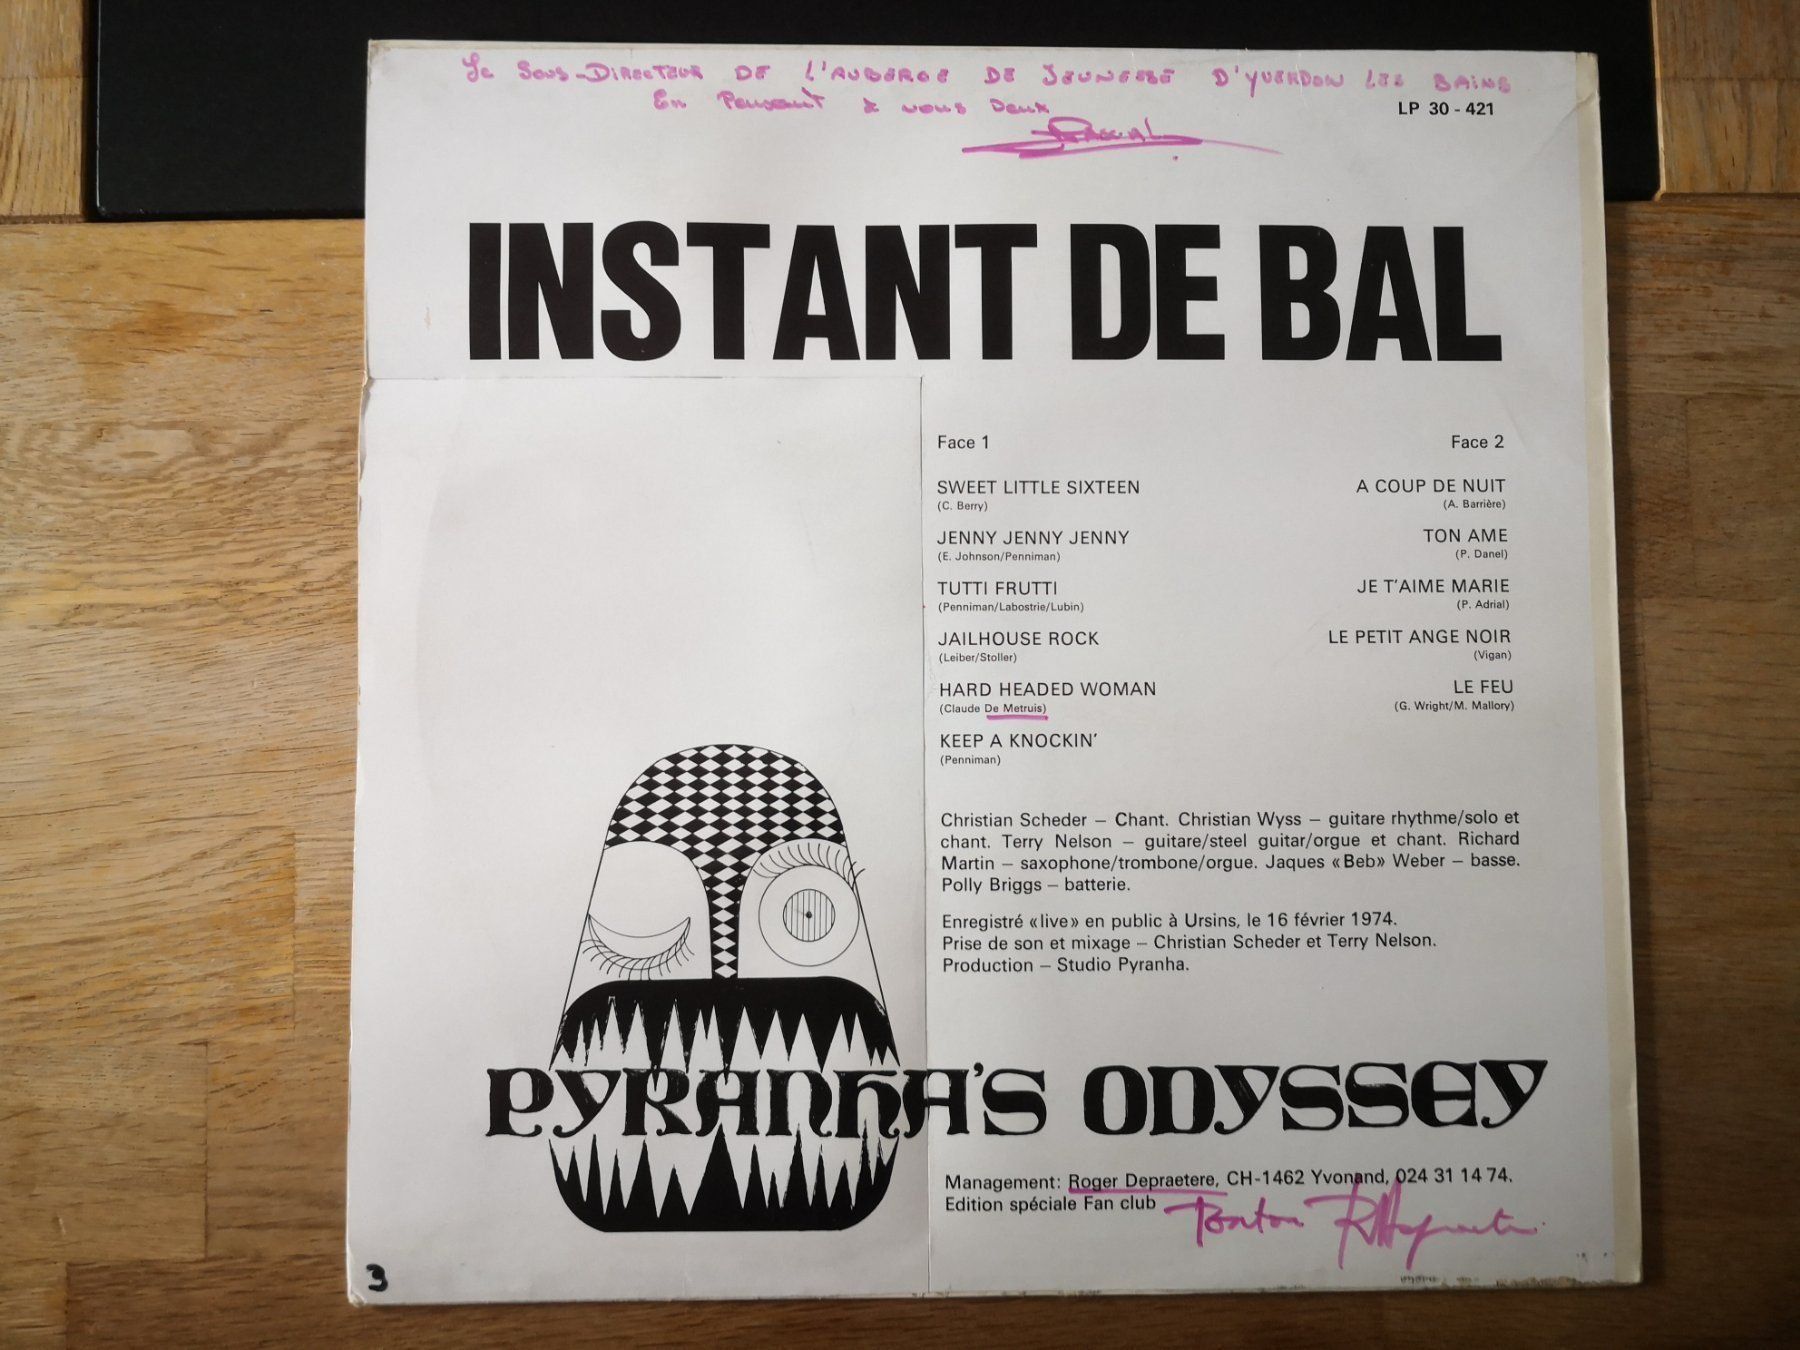 Le Sous-Directeur de l'Auberge de Jeunesse d'Yverdon les Bains
En Pensant à vous Deux
Pascal
LP 30 - 421
INSTANT DE BAL
Face 1
SWEET LITTLE SIXTEEN
(C. Berry)
JENNY JENNY JENNY
(E. Johnson/Penniman)
TUTTI FRUTTI
(Penniman/Labostrie/Lubin)
JAILHOUSE ROCK
(Leiber/Stoller)
HARD HEADED WOMAN
(Claude De Metruis)
KEEP A KNOCKIN'
(Penniman)
Face 2
A COUP DE NUIT
(A. Barrière)
TON AME
(P. Danel)
JE T'AIME MARIE
(P. Adrial)
LE PETIT ANGE NOIR
(Vigan)
LE FEU
(G. Wright/M. Mallory)
Christian Scheder – Chant. Christian Wyss – guitare rhythme/solo et
chant. Terry Nelson – guitare/steel guitar/orgue et chant. Richard
Martin – saxophone/trombone/orgue. Jaques «Beb» Weber – basse.
Polly Briggs – batterie.
Enregistré «live» en public à Ursins, le 16 février 1974.
Prise de son et mixage – Christian Scheder et Terry Nelson.
Production – Studio Pyranha.
PYRANHA'S ODYSSEY
Management: Roger Depraetere, CH-1462 Yvonand, 024 31 14 74.
Edition spéciale Fan club
Tonton
3